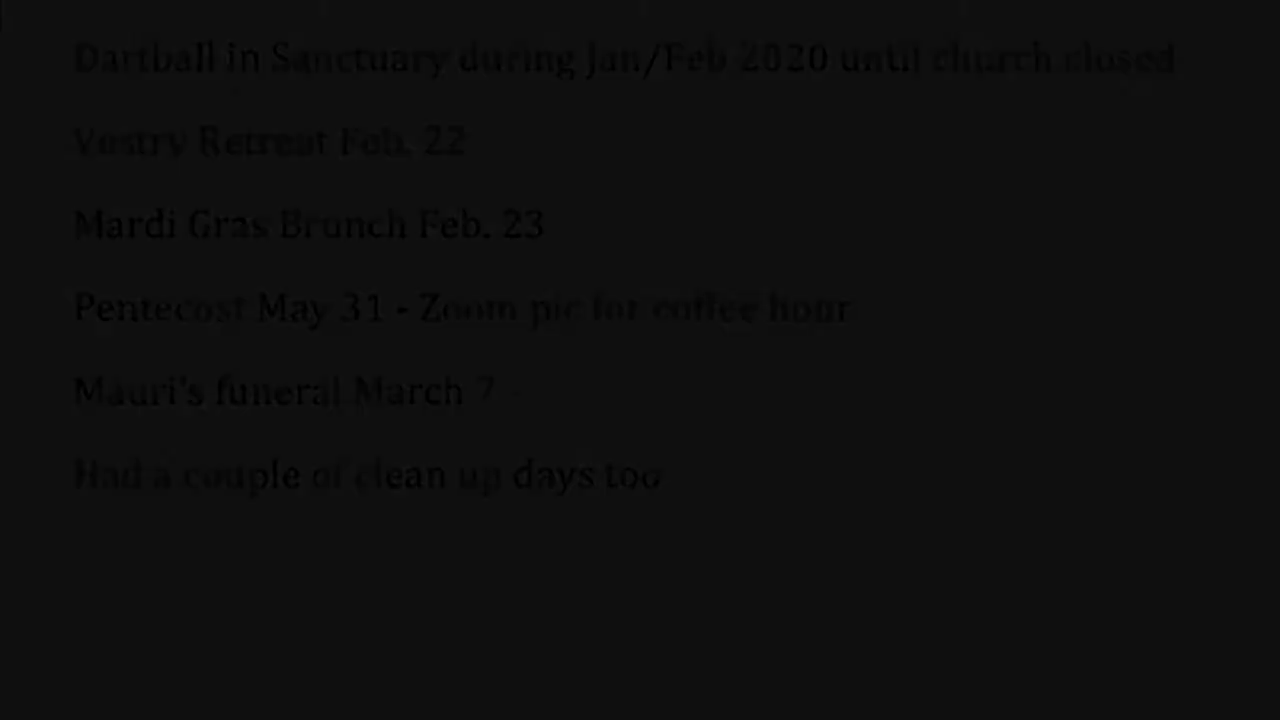 Dartball in Sanctuary during Jan/Feb 2020 until church closed
Vestry Retreat Feb. 22
Mardi Gras Brunch Feb. 23
Pentecost May 31 - Zoom pic for coffee hour
Mauri's funeral March 7
Had a couple of clean up days too